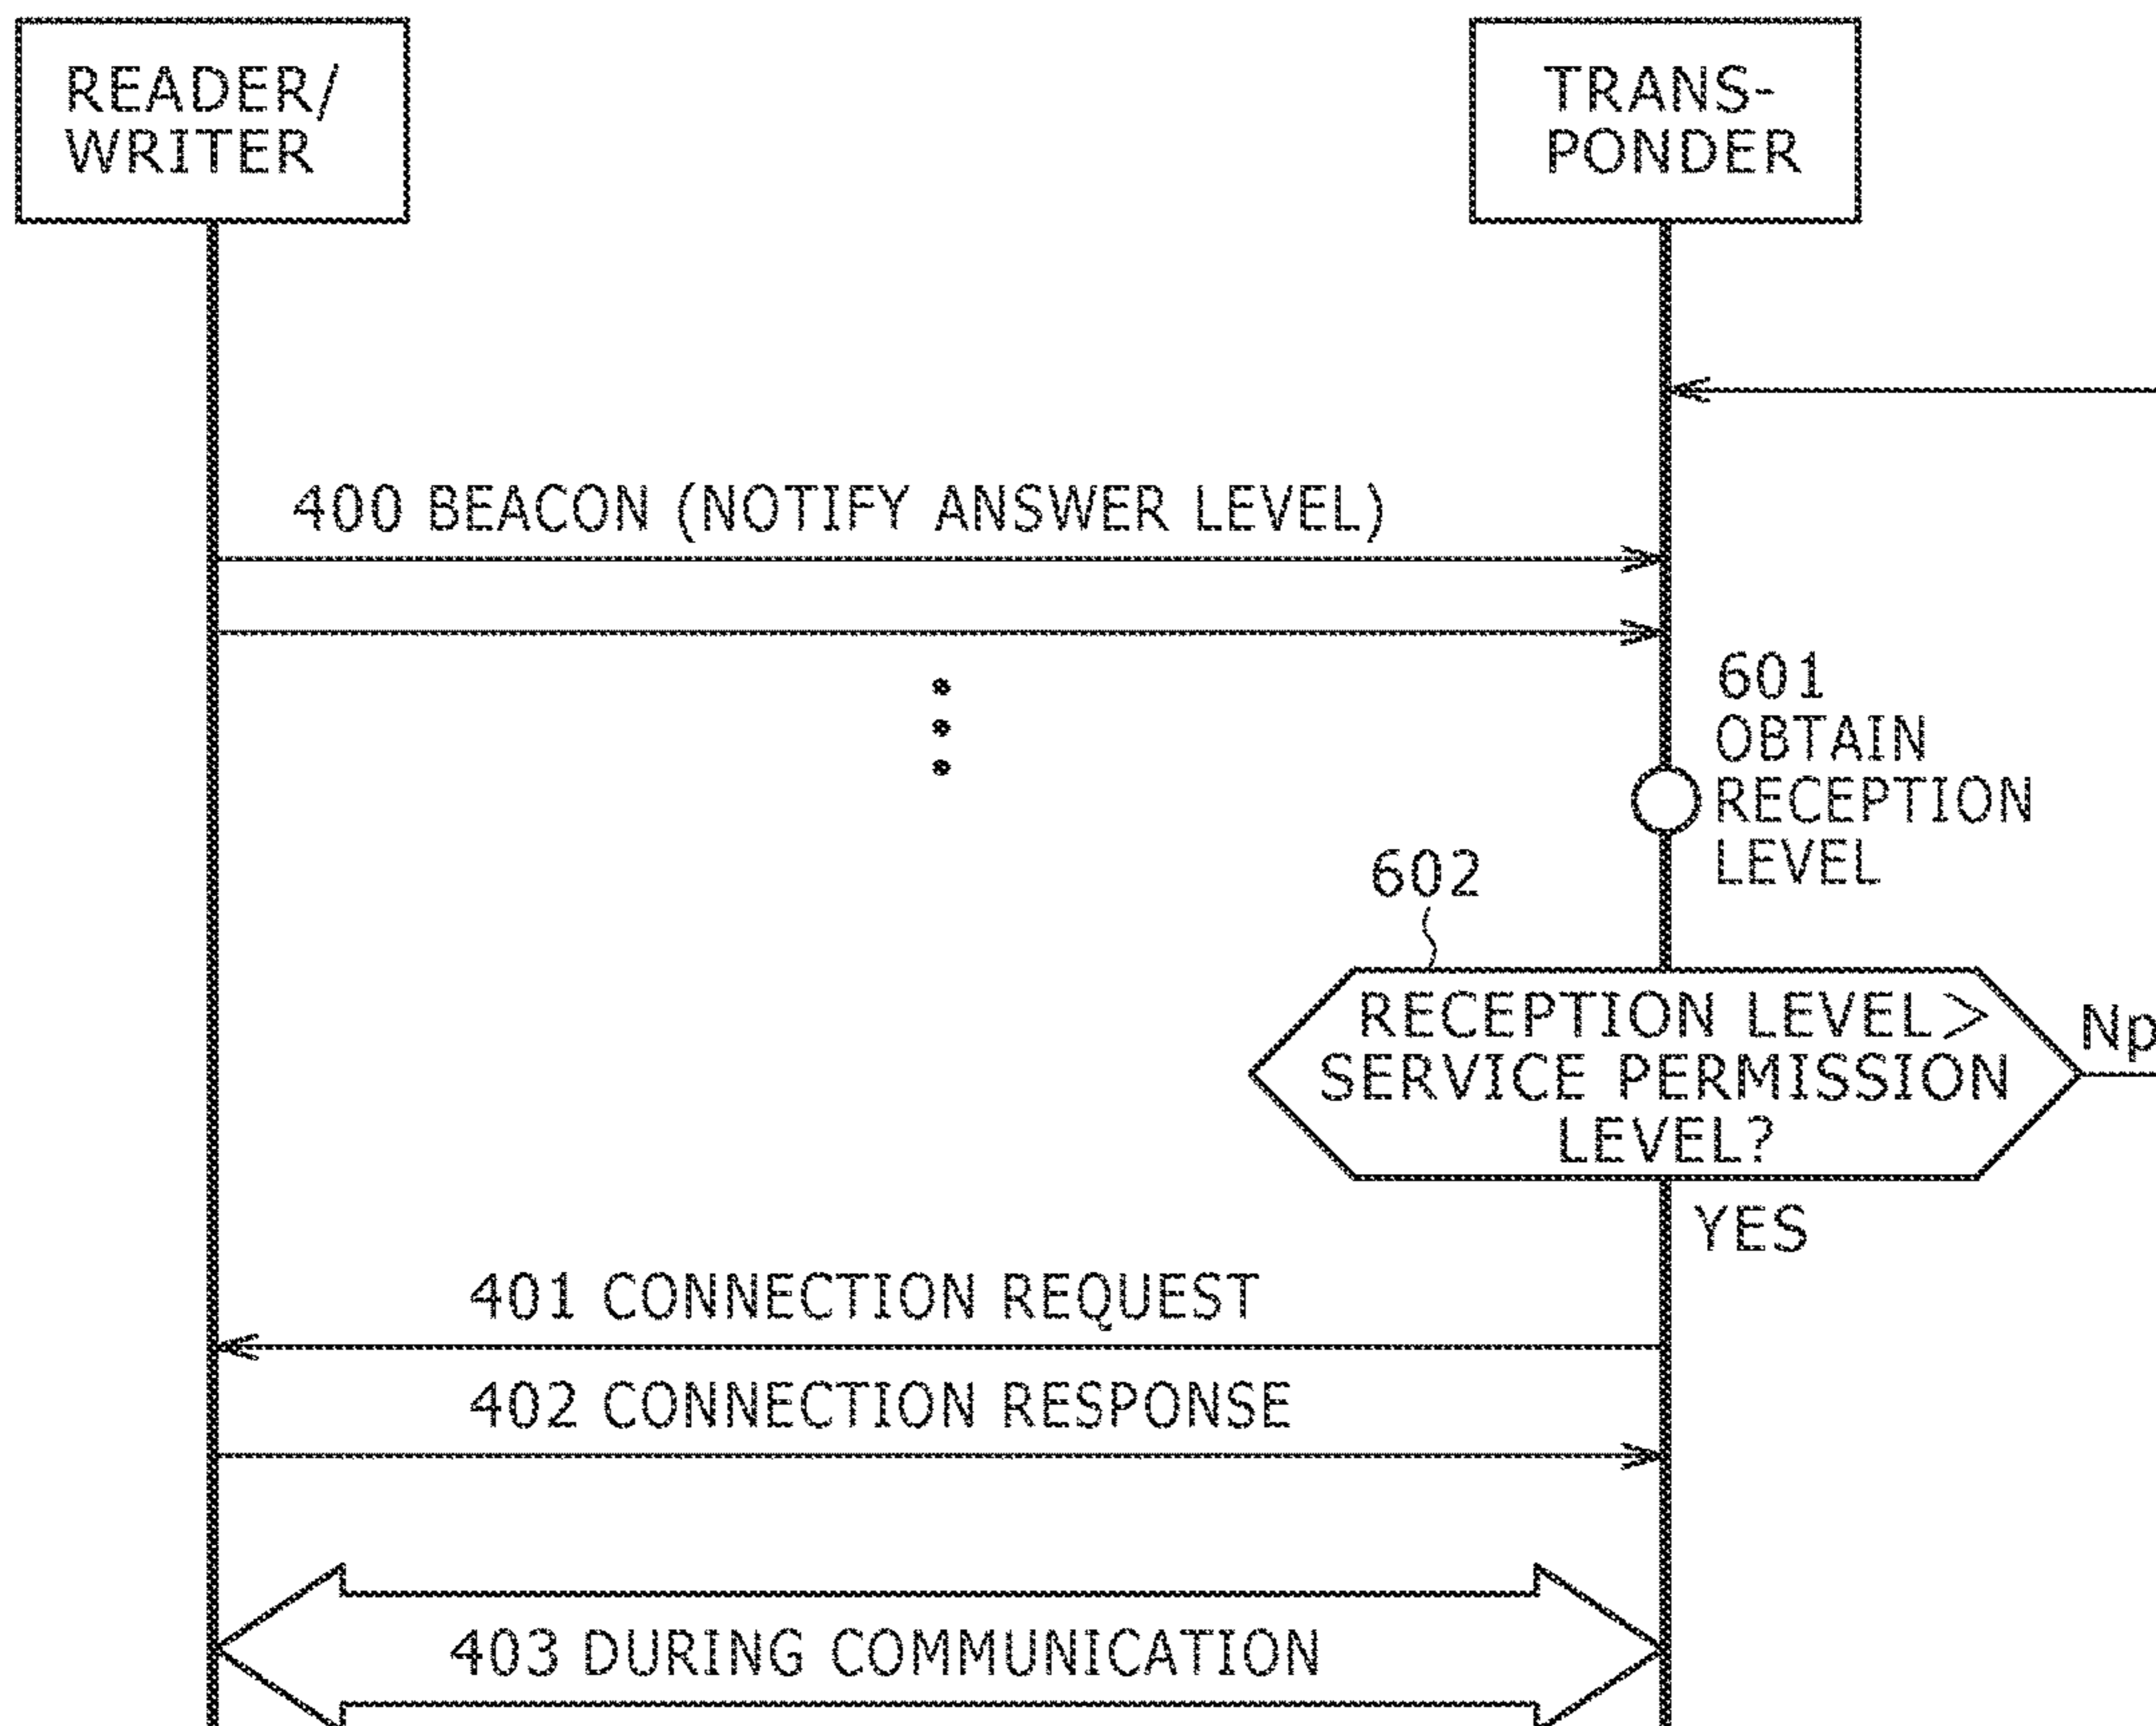 READER/
WRITER
TRANS-
PONDER
400 BEACON (NOTIFY ANSWER LEVEL)
601
OBTAIN
RECEPTION
LEVEL
602
RECEPTION LEVEL>
SERVICE PERMISSION
LEVEL?
YES
401 CONNECTION REQUEST
402 CONNECTION RESPONSE
403 DURING COMMUNICATION